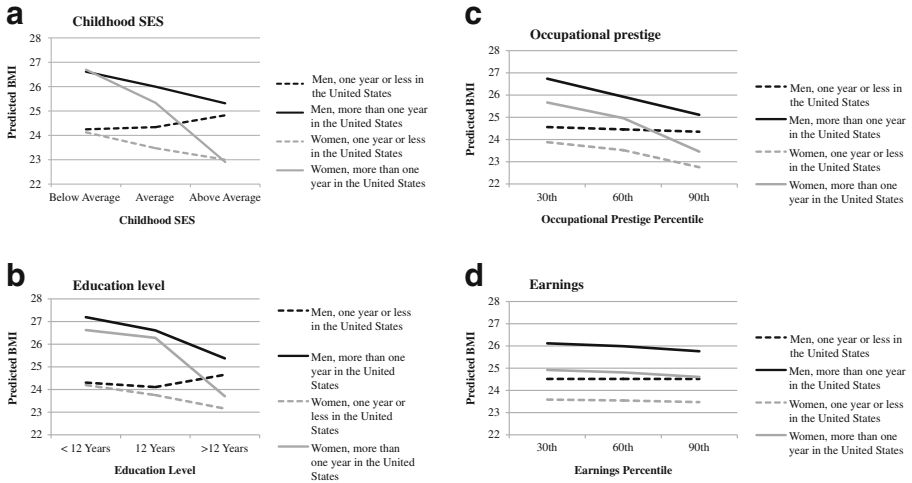 a
Childhood SES
28
27
26
25
24
23
22
Predicted BMI
Below Average
Average
Above Average
Childhood SES
Men, one year or less in
the United States
Men, more than one year
in the United States
Women, one year or less
in the United States
Women, more than one
year in the United States
c
Occupational prestige
28
27
26
25
24
23
22
Predicted BMI
30th
60th
90th
Occupational Prestige Percentile
Men, one year or less in
the United States
Men, more than one year
in the United States
Women, one year or less
in the United States
Women, more than one
year in the United States
b
Education level
28
27
26
25
24
23
22
Predicted BMI
< 12 Years
12 Years
>12 Years
Education Level
Men, one year or less
in the United States
Men, more than one
year in the United
States
Women, one year or
less in the United
States
Women, more than
one year in the United
States
d
Earnings
28
27
26
25
24
23
22
Predicted BMI
30th
60th
90th
Earnings Percentile
Men, one year or less in
the United States
Men, more than one year
in the United States
Women, one year or less
in the United States
Women, more than one
year in the United States